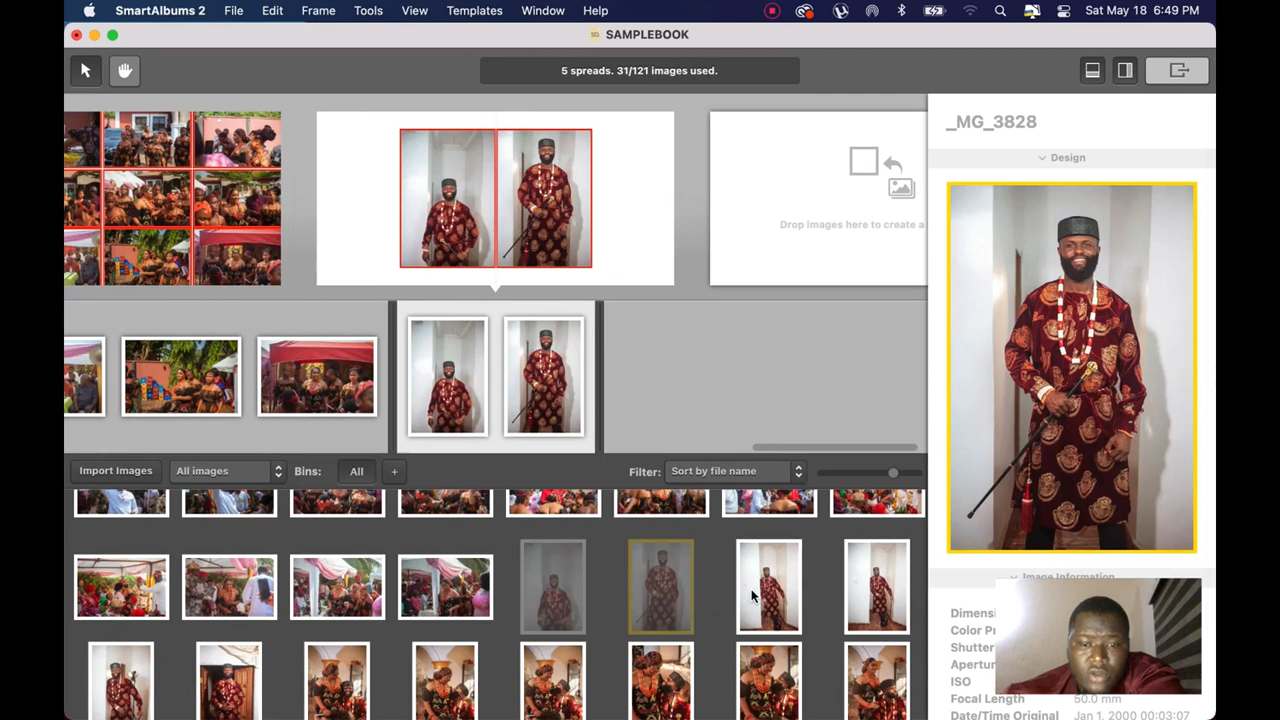 SmartAlbums 2 File Edit Frame Tools View Templates Window Help Sat May 18 6:49 PM
SAMPLEBOOK
5 spreads. 31/121 images used.
_MG_3828
Design
Drop images here to create a
Import Images All images Bins: All + Filter: Sort by file name
Image Information
Dimensi
Color Pr
Shutter
Apertur
ISO
Focal Length 50.0 mm
Date/Time Original Jan 1, 2000 00:03:07